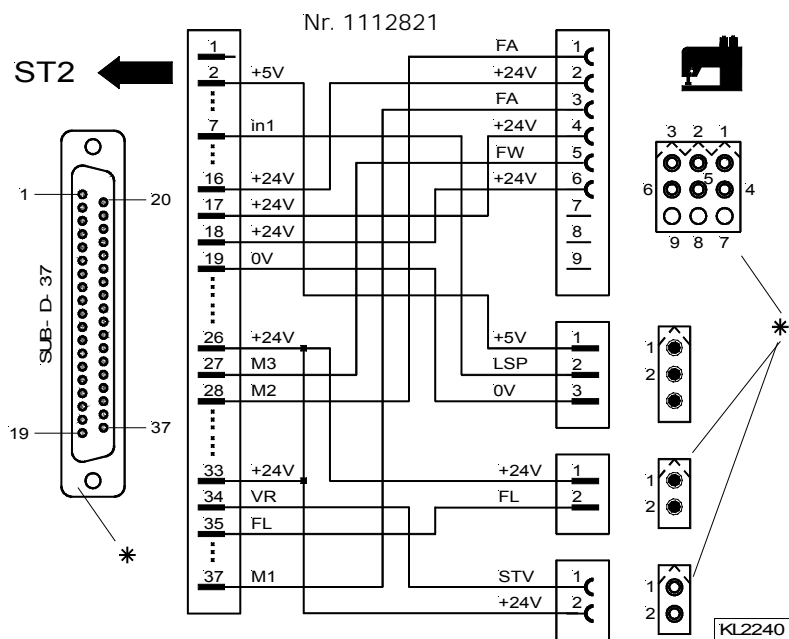 Nr. 1112821
ST2
1
20
SUB- D- 37
19
37
*
1
2 +5V
7 in1
16 +24V
17 +24V
18 +24V
19 0V
26 +24V
27 M3
28 M2
33 +24V
34 VR
35 FL
37 M1
FA 1
+24V 2
FA 3
+24V 4
FW 5
+24V 6
7
8
9
+5V 1
LSP 2
0V 3
+24V 1
FL 2
STV 1
+24V 2
3 2 1
6 5 4
9 8 7
*
1
2
1
2
1
2
KL2240